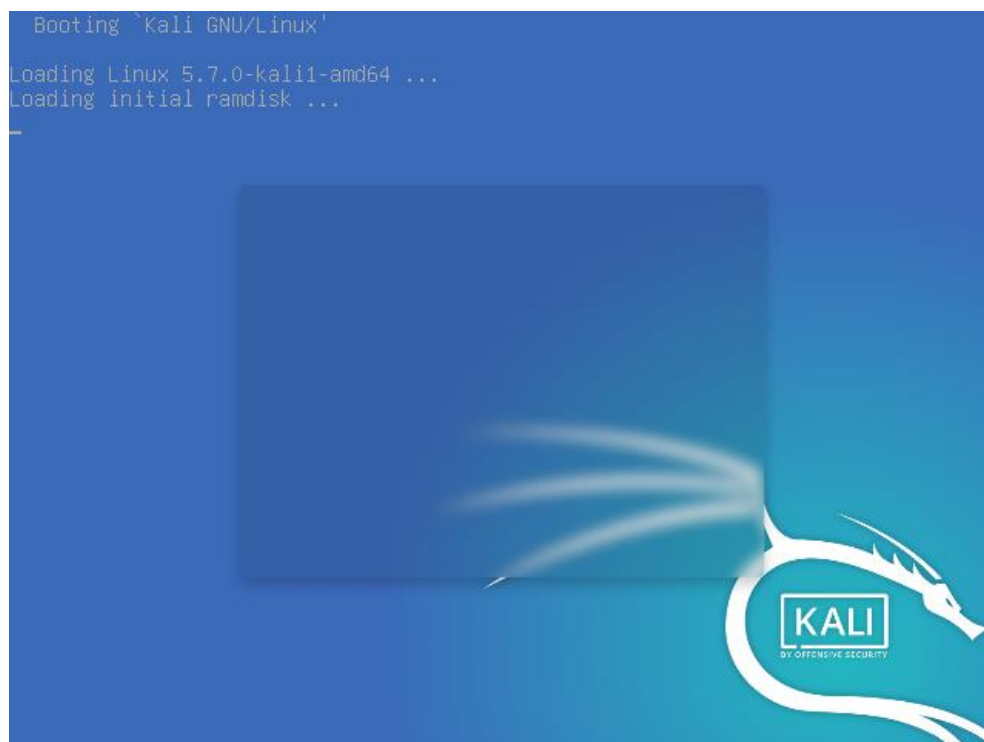 Booting `Kali GNU/Linux'
Loading Linux 5.7.0-kali1-amd64 ...
Loading initial ramdisk ...
KALI
BY OFFENSIVE SECURITY